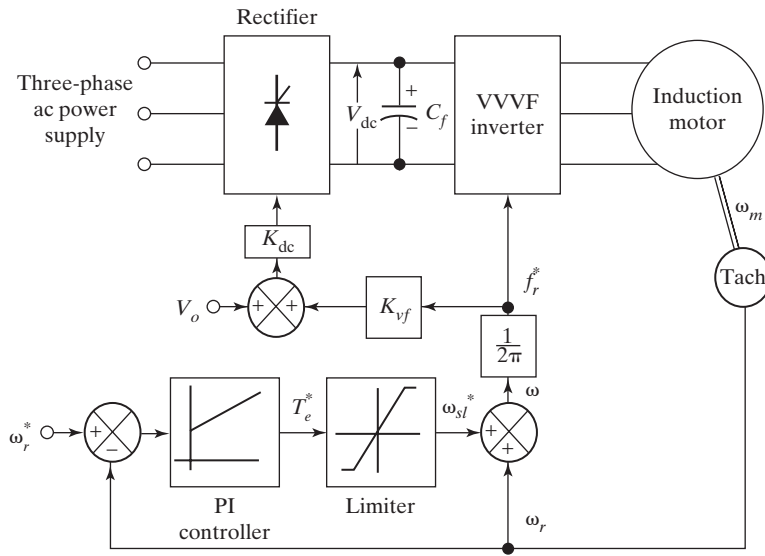 Rectifier
Three-phase
ac power
supply
V_dc
+
−
C_f
VVVF
inverter
Induction
motor
ω_m
Tach
K_dc
V_o
+
+
K_vf
f_r^*
1/2π
ω
ω_r^*
+
−
T_e^*
ω_sl^*
+
+
PI
controller
Limiter
ω_r